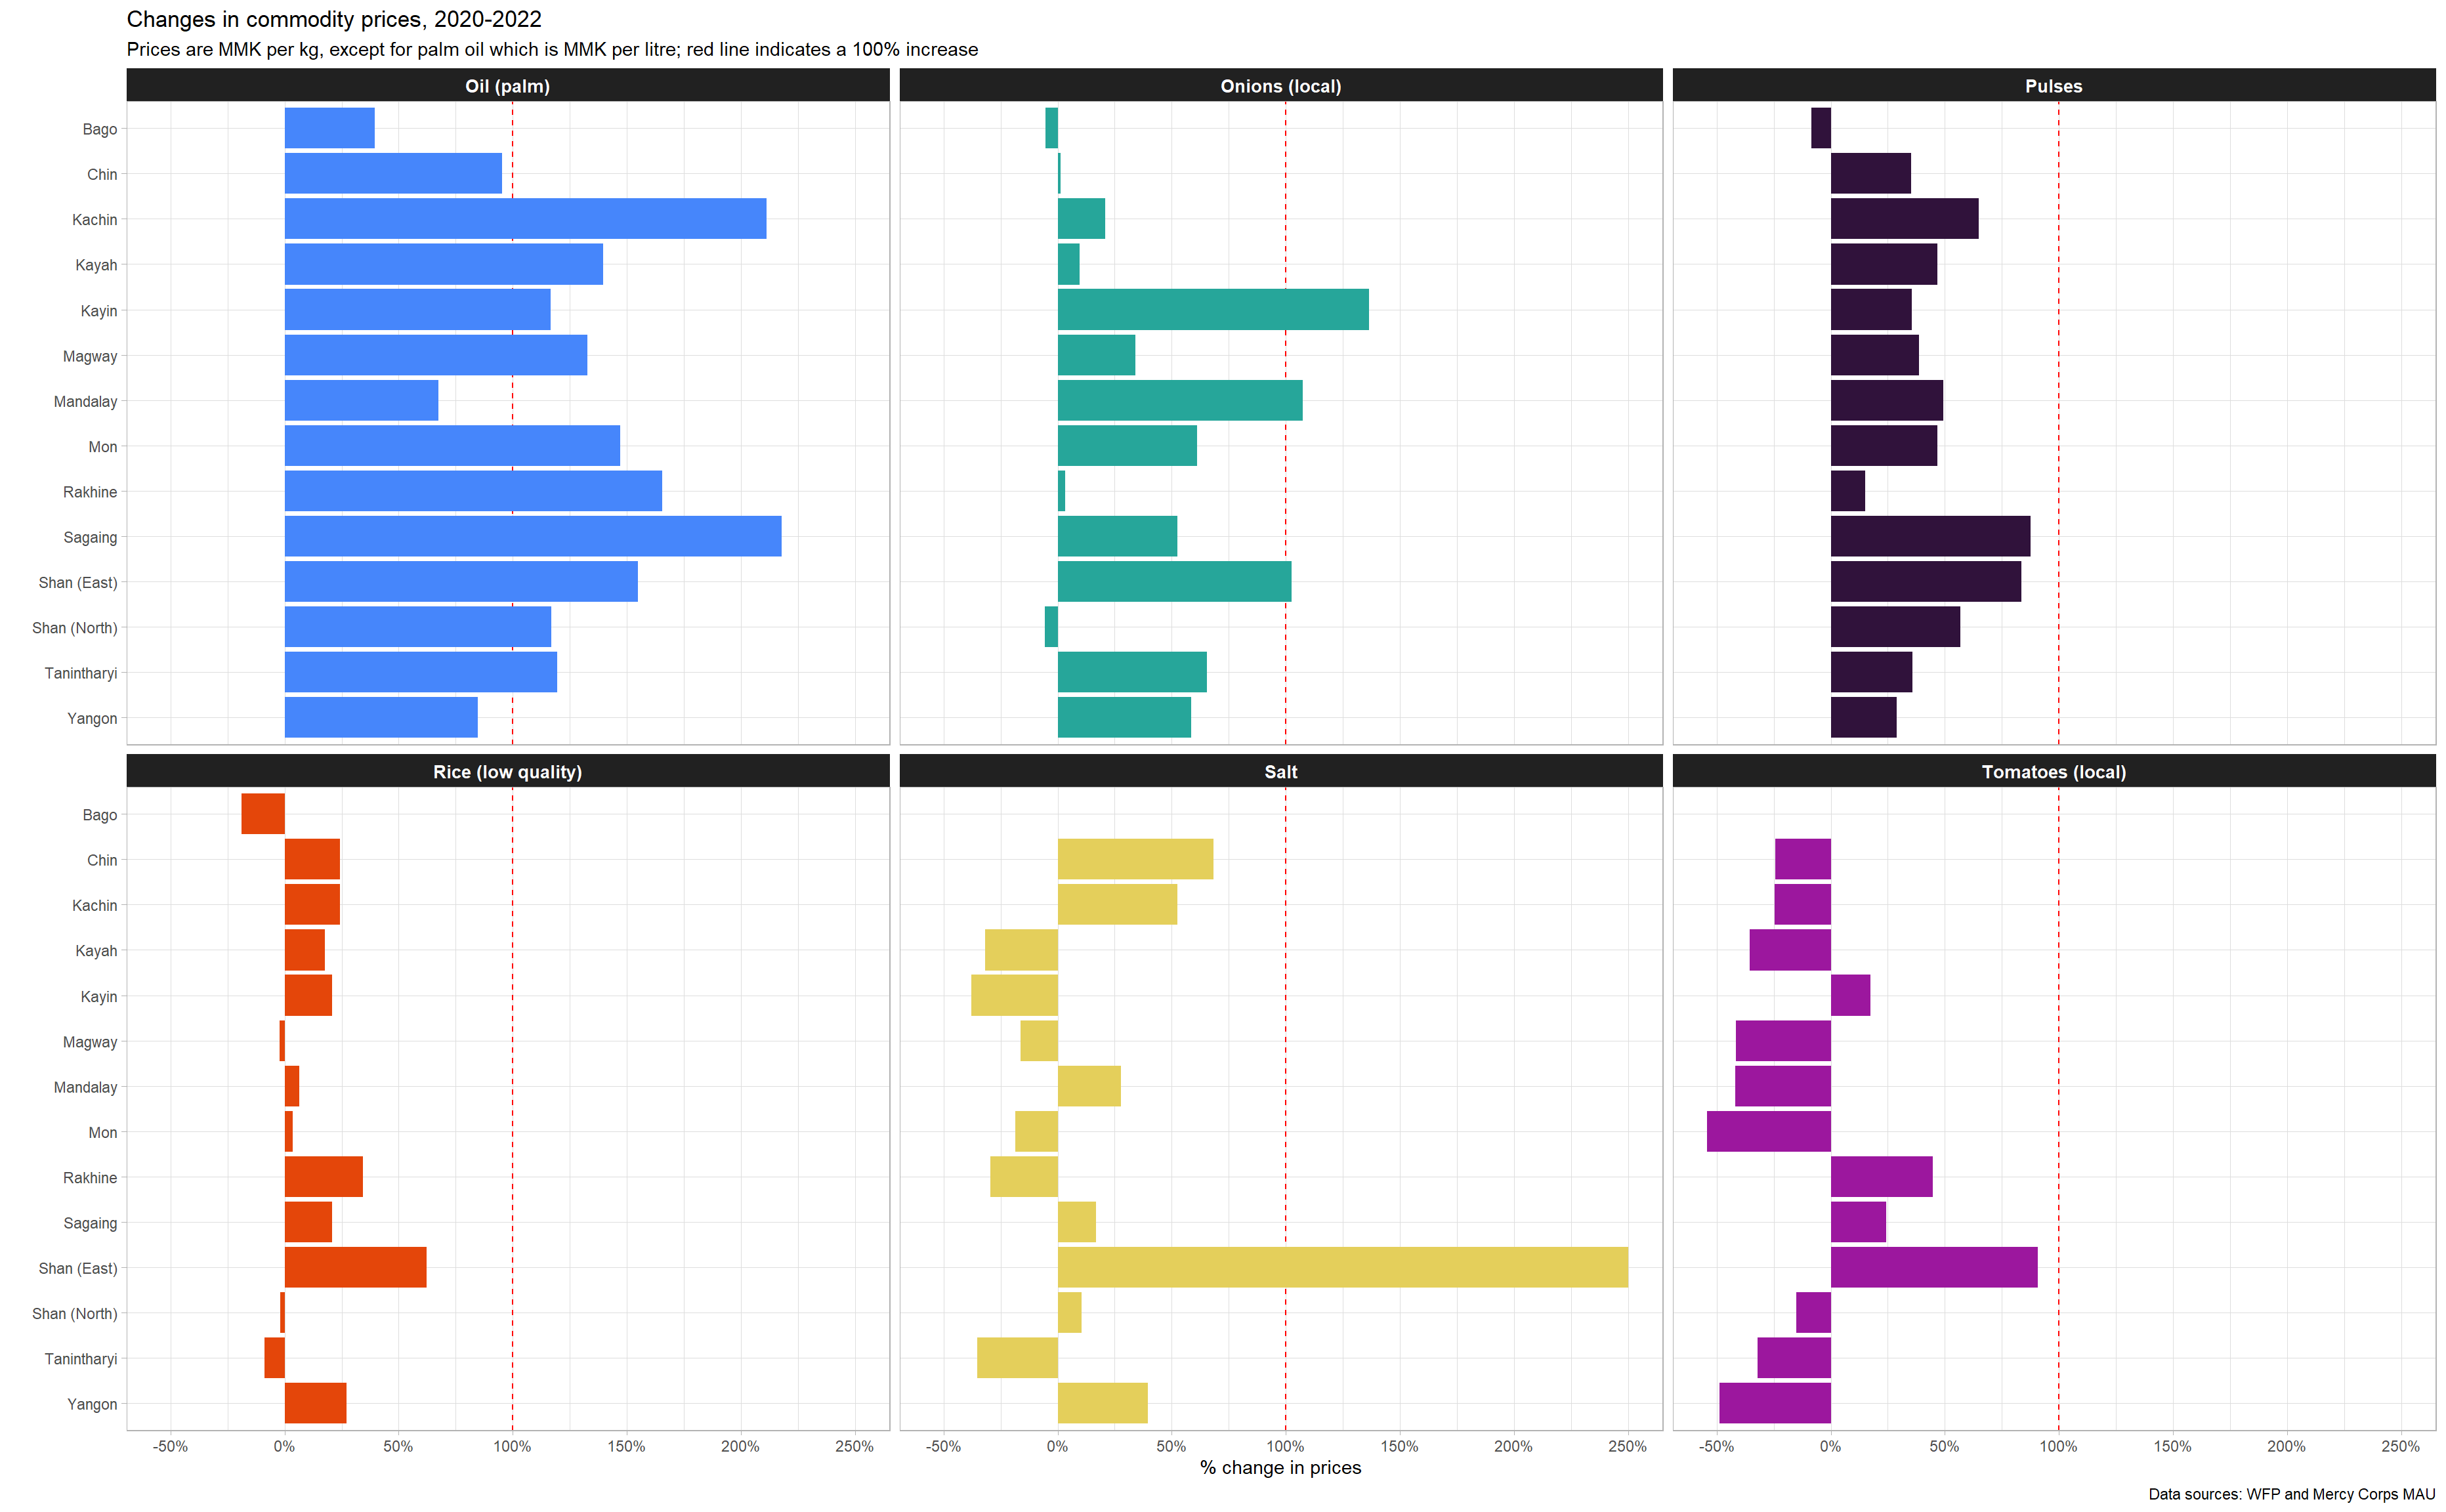 Changes in commodity prices, 2020-2022
Prices are MMK per kg, except for palm oil which is MMK per litre; red line indicates a 100% increase
Oil (palm)
Onions (local)
Pulses
Bago
Chin
Kachin
Kayah
Kayin
Magway
Mandalay
Mon
Rakhine
Sagaing
Shan (East)
Shan (North)
Tanintharyi
Yangon
Rice (low quality)
Salt
Tomatoes (local)
Bago
Chin
Kachin
Kayah
Kayin
Magway
Mandalay
Mon
Rakhine
Sagaing
Shan (East)
Shan (North)
Tanintharyi
Yangon
-50% 0% 50% 100% 150% 200% 250%
-50% 0% 50% 100% 150% 200% 250%
-50% 0% 50% 100% 150% 200% 250%
% change in prices
Data sources: WFP and Mercy Corps MAU